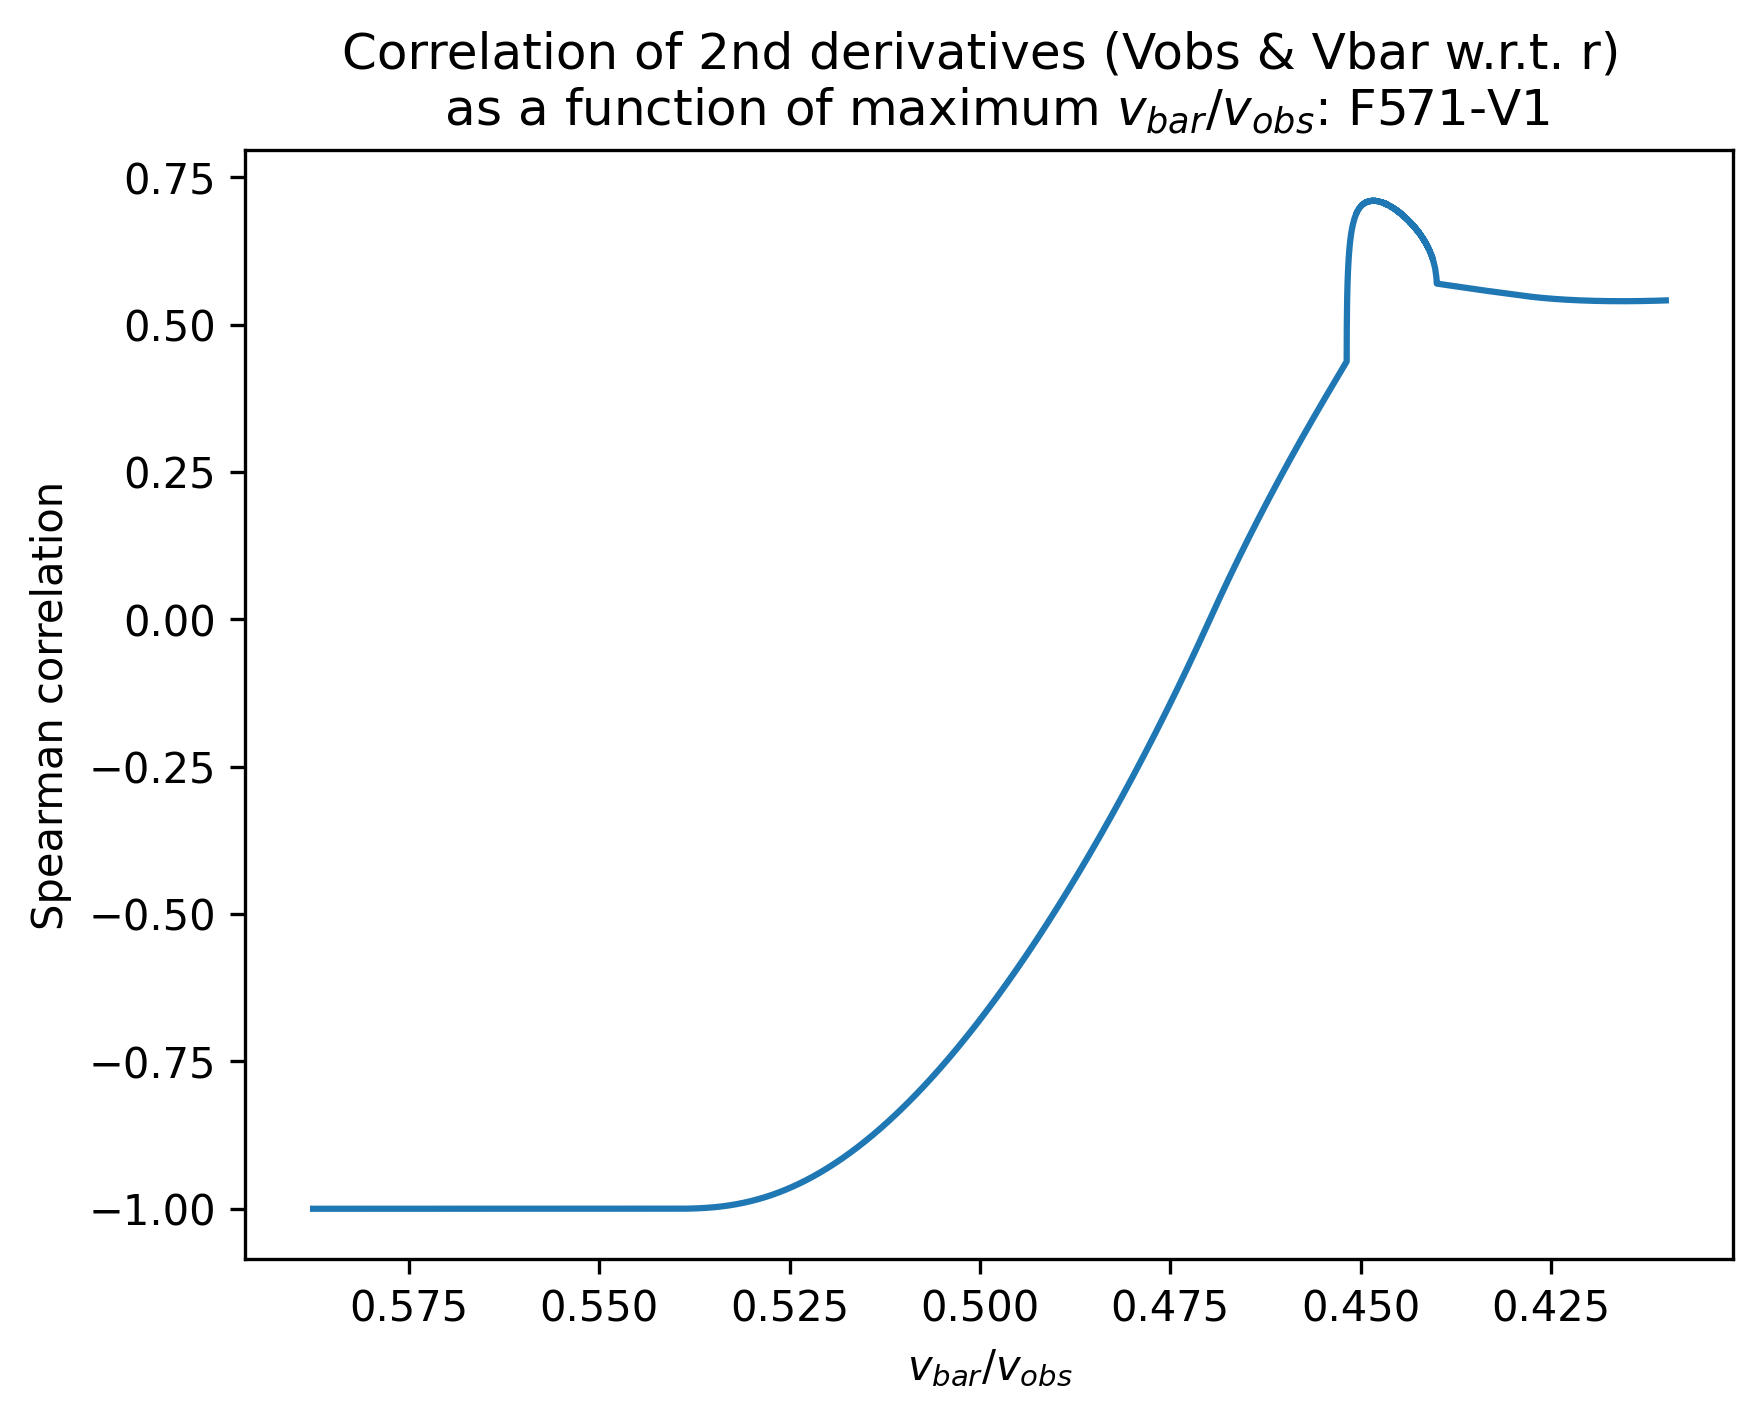 Correlation of 2nd derivatives (Vobs & Vbar w.r.t. r)
as a function of maximum v_bar/v_obs: F571-V1
0.75
0.50
0.25
0.00
−0.25
−0.50
−0.75
−1.00
Spearman correlation
0.575 0.550 0.525 0.500 0.475 0.450 0.425
v_bar/v_obs